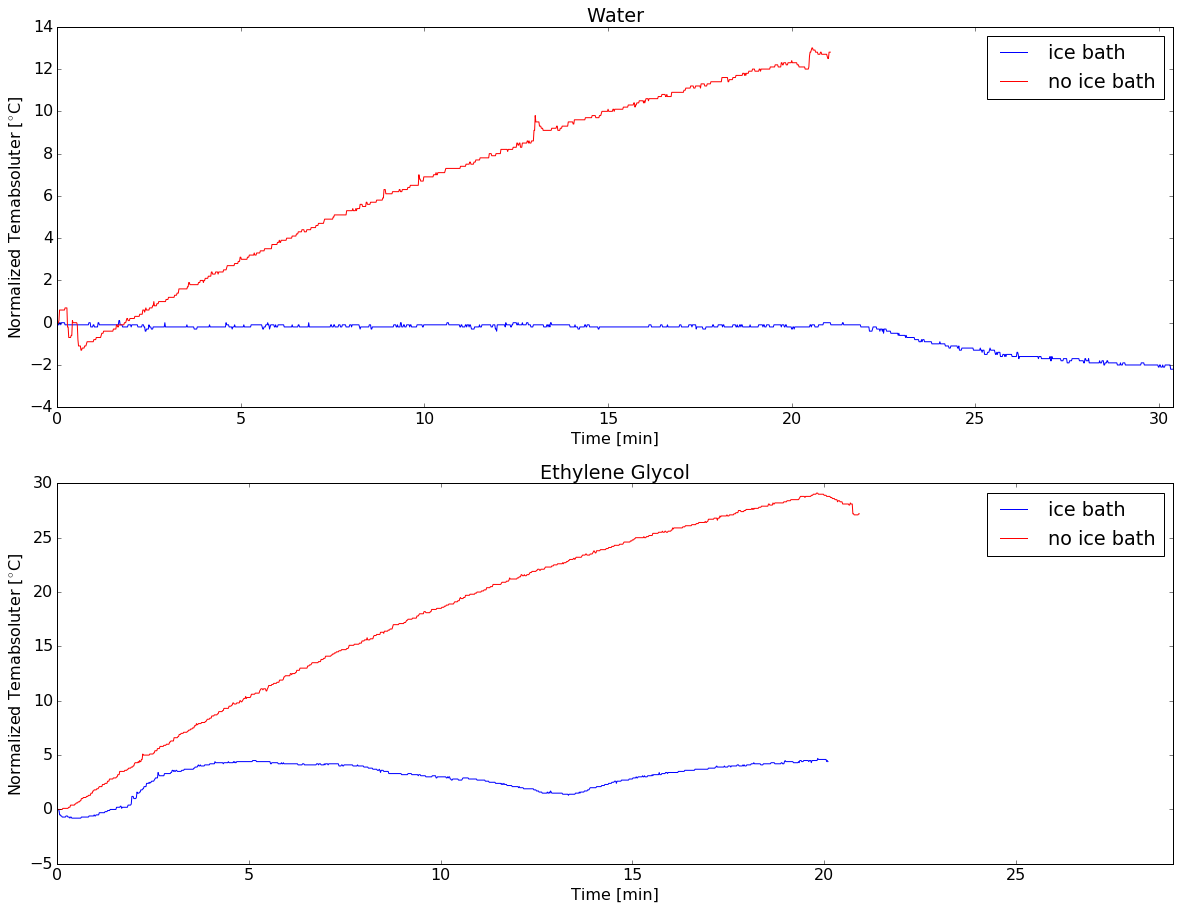 Water
14
12
10
8
6
4
2
0
−2
−4
Normalized Temabsoluter [°C]
ice bath
no ice bath
0 5 10 15 20 25 30
Time [min]
Ethylene Glycol
30
25
20
15
10
5
0
−5
Normalized Temabsoluter [°C]
ice bath
no ice bath
0 5 10 15 20 25
Time [min]